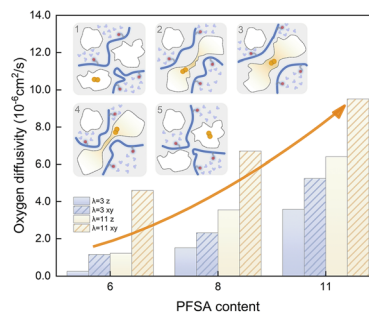 14.0
12.0
10.0
8.0
6.0
4.0
2.0
0.0
Oxygen diffusivity (10⁻⁶cm²/s)
1
2
3
4
5
λ=3 z
λ=3 xy
λ=11 z
λ=11 xy
6
8
11
PFSA content